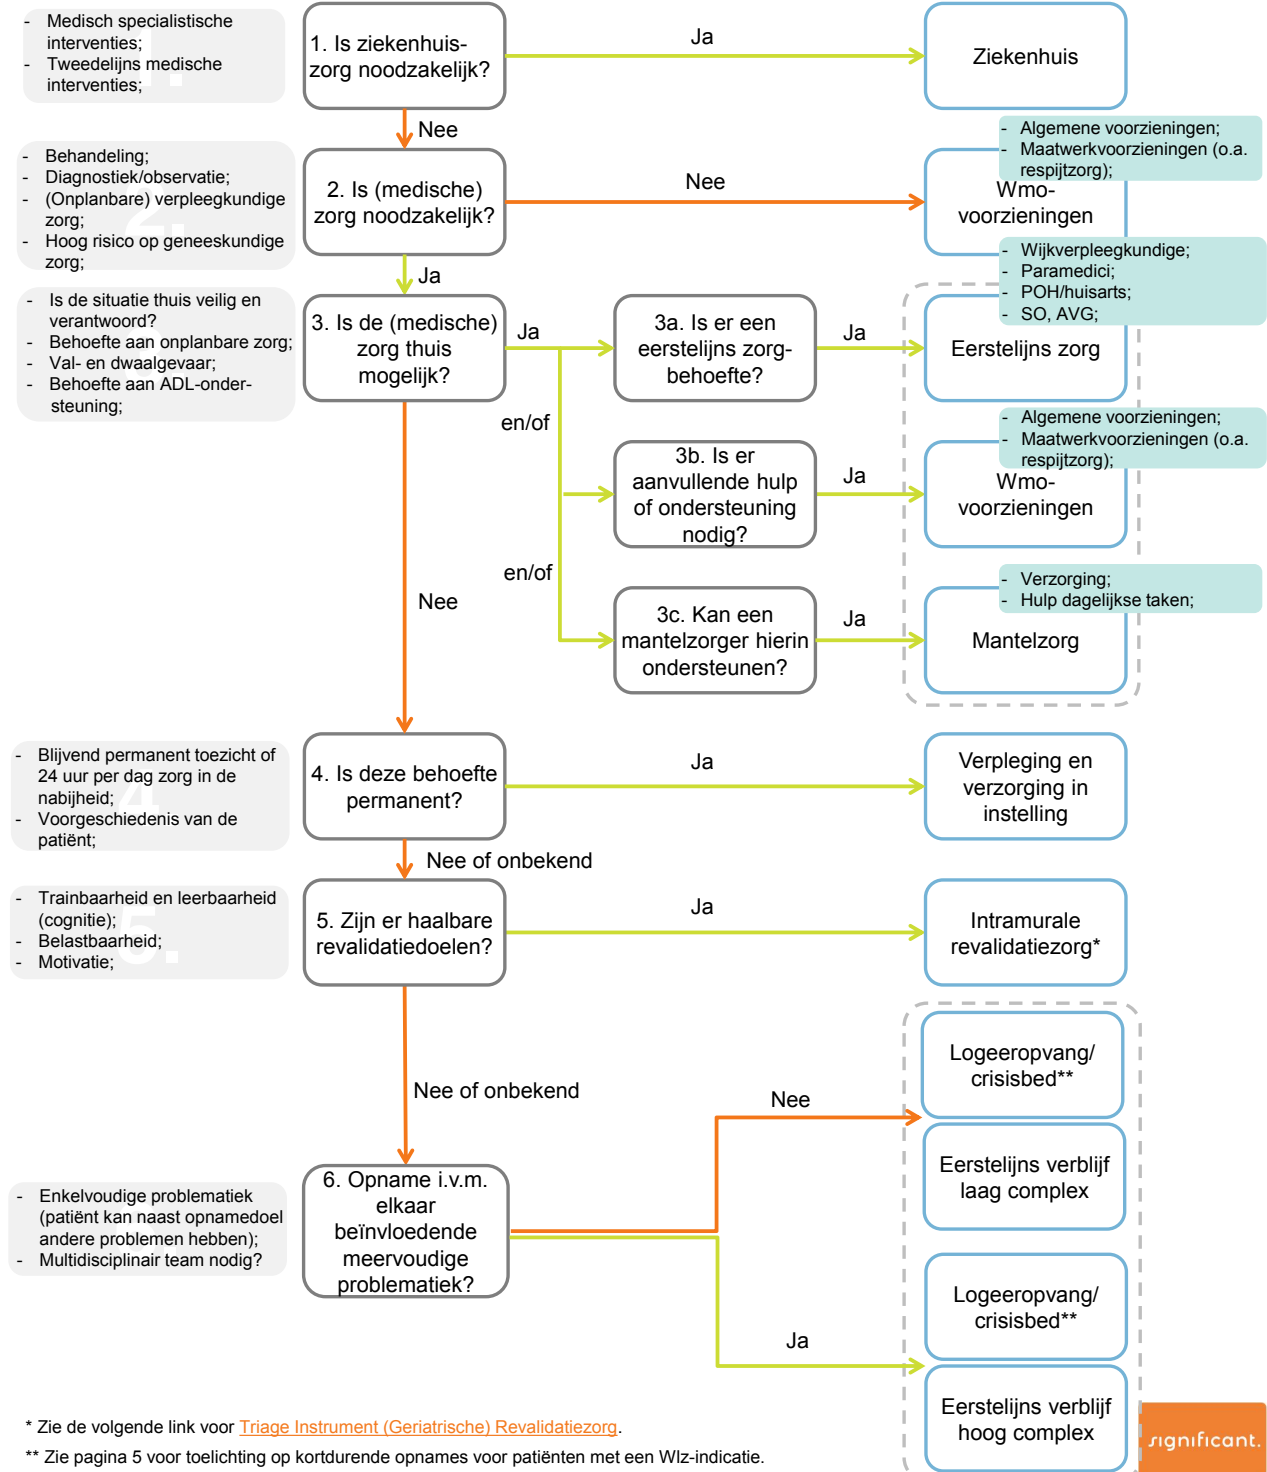 - Medisch specialistische
interventies;
- Tweedelijns medische
interventies;
1.
1. Is ziekenhuis-
zorg noodzakelijk?
Ja
Ziekenhuis
Nee
- Behandeling;
- Diagnostiek/observatie;
- (Onplanbare) verpleegkundige
zorg;
- Hoog risico op geneeskundige
zorg;
2.
2. Is (medische)
zorg noodzakelijk?
Nee
- Algemene voorzieningen;
- Maatwerkvoorzieningen (o.a.
respijtzorg);
Wmo-
voorzieningen
Ja
- Is de situatie thuis veilig en
verantwoord?
- Behoefte aan onplanbare zorg;
- Val- en dwaalgevaar;
- Behoefte aan ADL-onder-
steuning;
3. Is de (medische)
zorg thuis
mogelijk?
Ja
3a. Is er een
eerstelijns zorg-
behoefte?
Ja
- Wijkverpleegkundige;
- Paramedici;
- POH/huisarts;
- SO, AVG;
Eerstelijns zorg
en/of
3b. Is er
aanvullende hulp
of ondersteuning
nodig?
Ja
- Algemene voorzieningen;
- Maatwerkvoorzieningen (o.a.
respijtzorg);
Wmo-
voorzieningen
en/of
Nee
3c. Kan een
mantelzorger hierin
ondersteunen?
Ja
- Verzorging;
- Hulp dagelijkse taken;
Mantelzorg
- Blijvend permanent toezicht of
24 uur per dag zorg in de
nabijheid;
- Voorgeschiedenis van de
patiënt;
4
4. Is deze behoefte
permanent?
Ja
Verpleging en
verzorging in
instelling
Nee of onbekend
- Trainbaarheid en leerbaarheid
(cognitie);
- Belastbaarheid;
- Motivatie;
5.
5. Zijn er haalbare
revalidatiedoelen?
Ja
Intramurale
revalidatiezorg*
Nee of onbekend
- Enkelvoudige problematiek
(patiënt kan naast opnamedoel
andere problemen hebben);
- Multidisciplinair team nodig?
6. Opname i.v.m.
elkaar
beïnvloedende
meervoudige
problematiek?
Nee
Logeeropvang/
crisisbed**
Eerstelijns verblijf
laag complex
Ja
Logeeropvang/
crisisbed**
Eerstelijns verblijf
hoog complex
* Zie de volgende link voor Triage Instrument (Geriatrische) Revalidatiezorg.
** Zie pagina 5 voor toelichting op kortdurende opnames voor patiënten met een Wlz-indicatie.
significant.